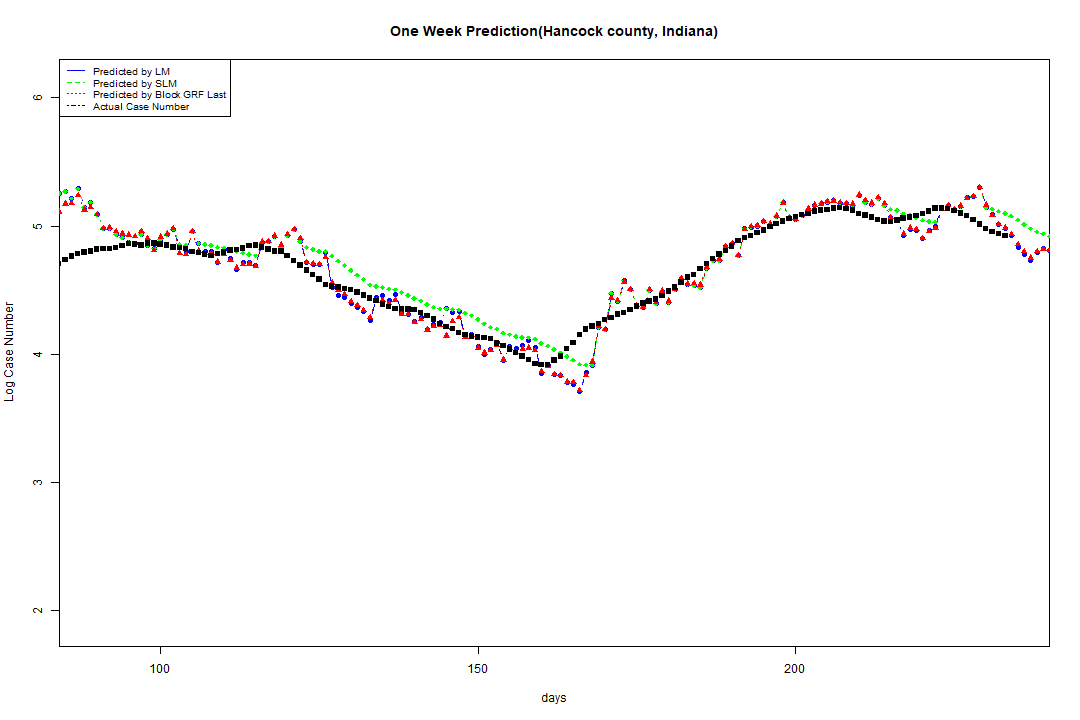 One Week Prediction(Hancock county, Indiana)
Predicted by LM
Predicted by SLM
Predicted by Block GRF Last
Actual Case Number
6
5
4
3
2
Log Case Number
100
150
200
days